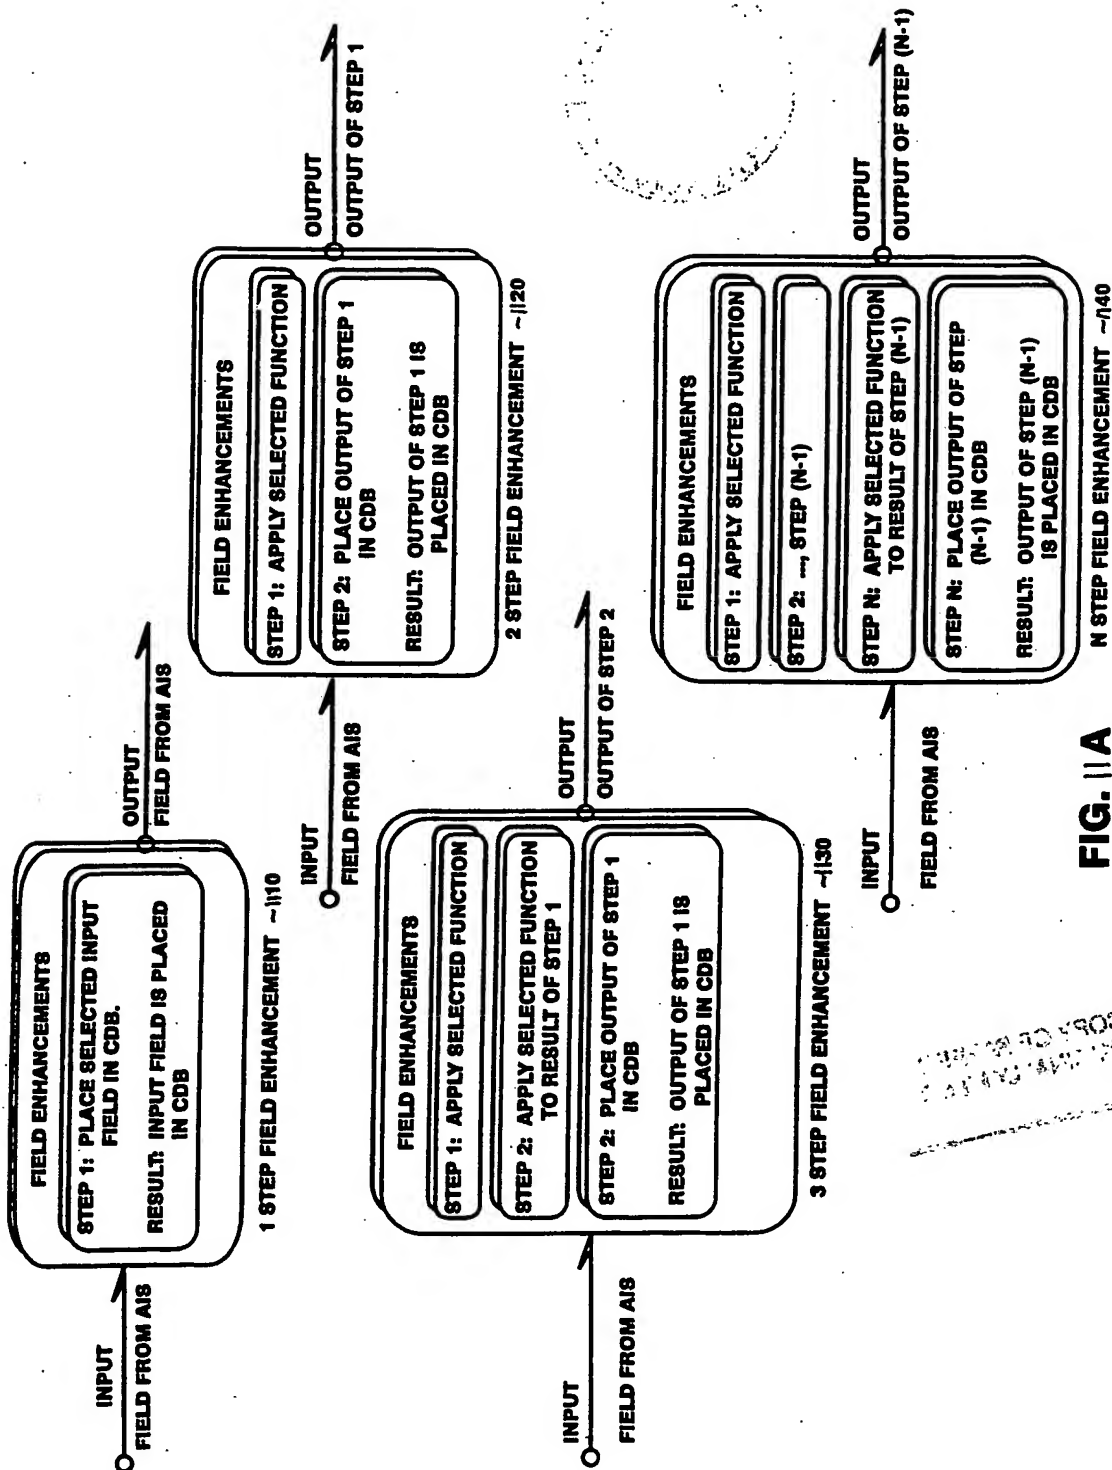 FIELD ENHANCEMENTS
STEP 1: PLACE SELECTED INPUT
FIELD IN CDB.
RESULT: INPUT FIELD IS PLACED
IN CDB
INPUT
FIELD FROM AIS
OUTPUT
FIELD FROM AIS
1 STEP FIELD ENHANCEMENT ~1110
FIELD ENHANCEMENTS
STEP 1: APPLY SELECTED FUNCTION
STEP 2: PLACE OUTPUT OF STEP 1
IN CDB
RESULT: OUTPUT OF STEP 1 IS
PLACED IN CDB
INPUT
FIELD FROM AIS
OUTPUT
OUTPUT OF STEP 1
2 STEP FIELD ENHANCEMENT ~1120
FIELD ENHANCEMENTS
STEP 1: APPLY SELECTED FUNCTION
STEP 2: APPLY SELECTED FUNCTION
TO RESULT OF STEP 1
STEP 2: PLACE OUTPUT OF STEP 1
IN CDB
RESULT: OUTPUT OF STEP 1 IS
PLACED IN CDB
INPUT
FIELD FROM AIS
OUTPUT
OUTPUT OF STEP 2
3 STEP FIELD ENHANCEMENT ~1130
FIELD ENHANCEMENTS
STEP 1: APPLY SELECTED FUNCTION
STEP 2: ..., STEP (N-1)
STEP N: APPLY SELECTED FUNCTION
TO RESULT OF STEP (N-1)
STEP N: PLACE OUTPUT OF STEP
(N-1) IN CDB
RESULT: OUTPUT OF STEP (N-1)
IS PLACED IN CDB
INPUT
FIELD FROM AIS
OUTPUT
OUTPUT OF STEP (N-1)
N STEP FIELD ENHANCEMENT ~1140
FIG. 11A